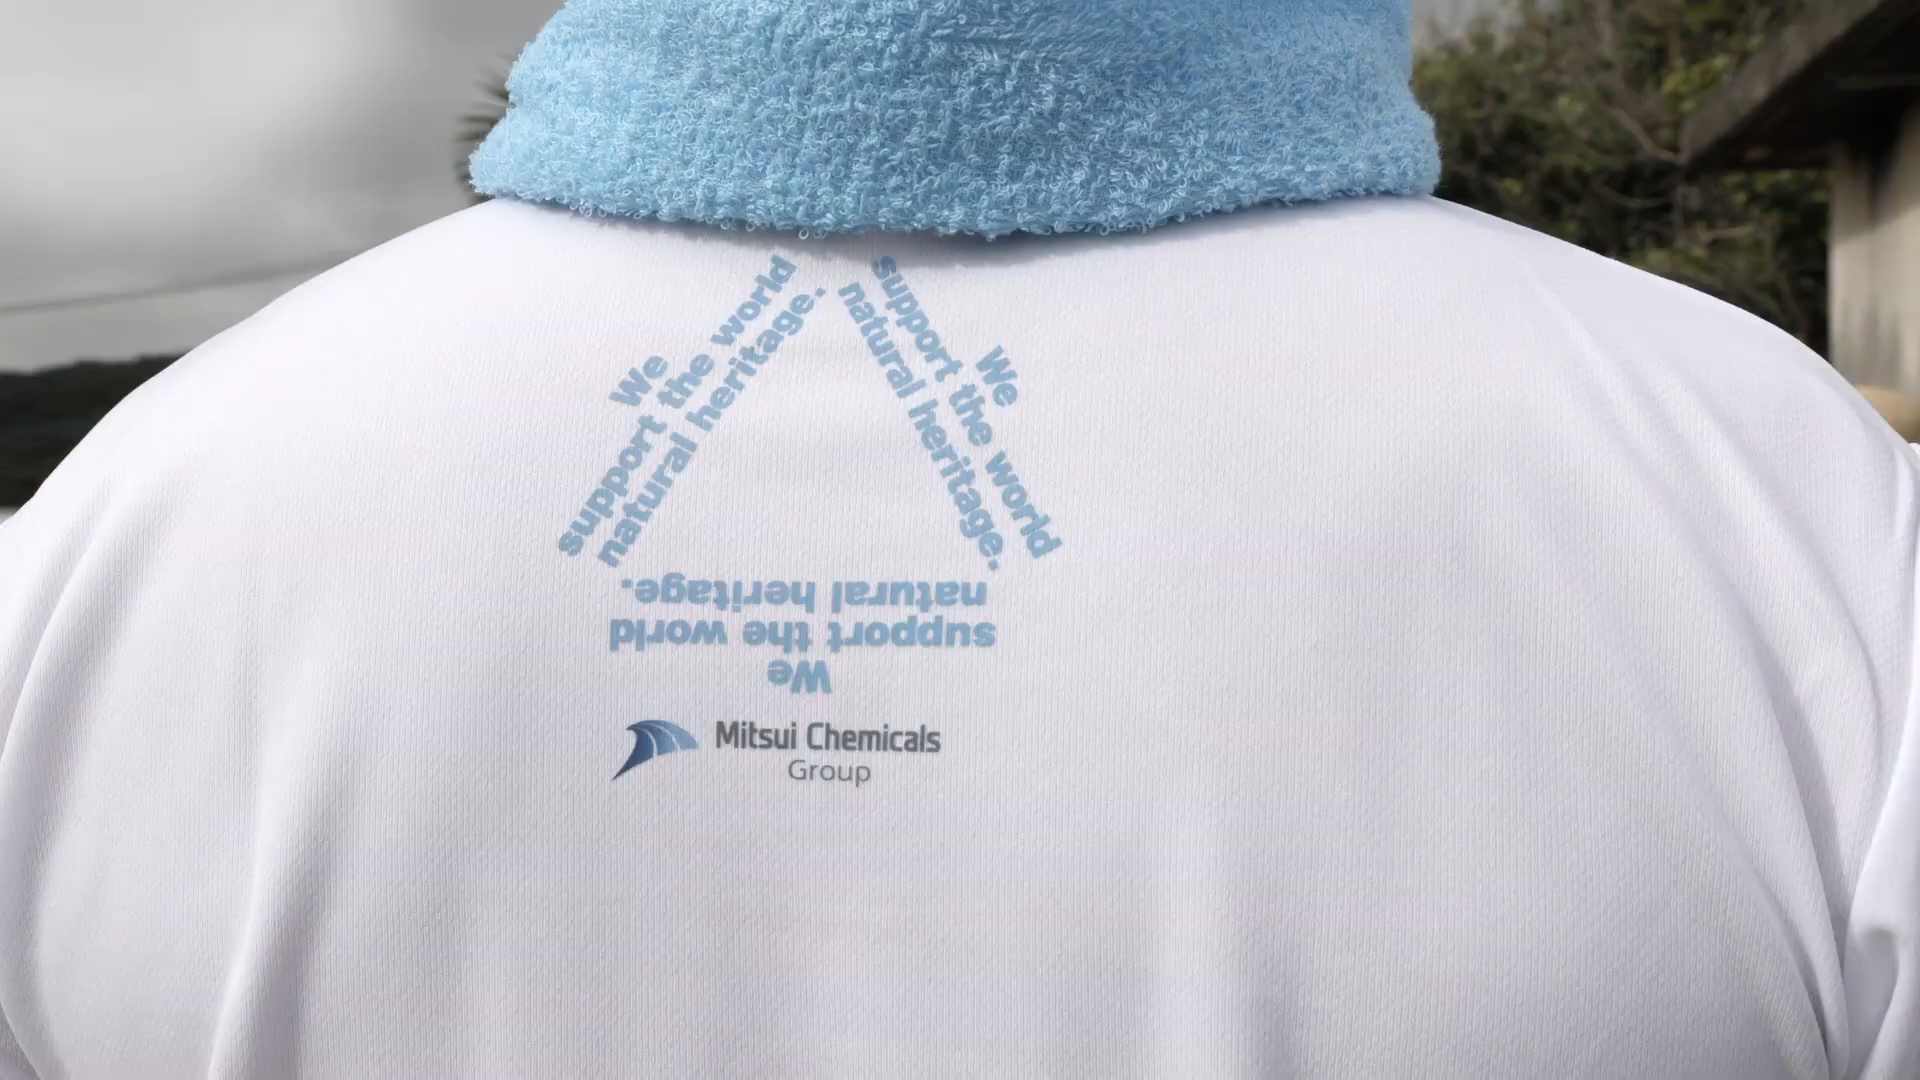 We
support the world
natural heritage.
We
support the world
natural heritage.
We
support the world
natural heritage.
Mitsui Chemicals
Group